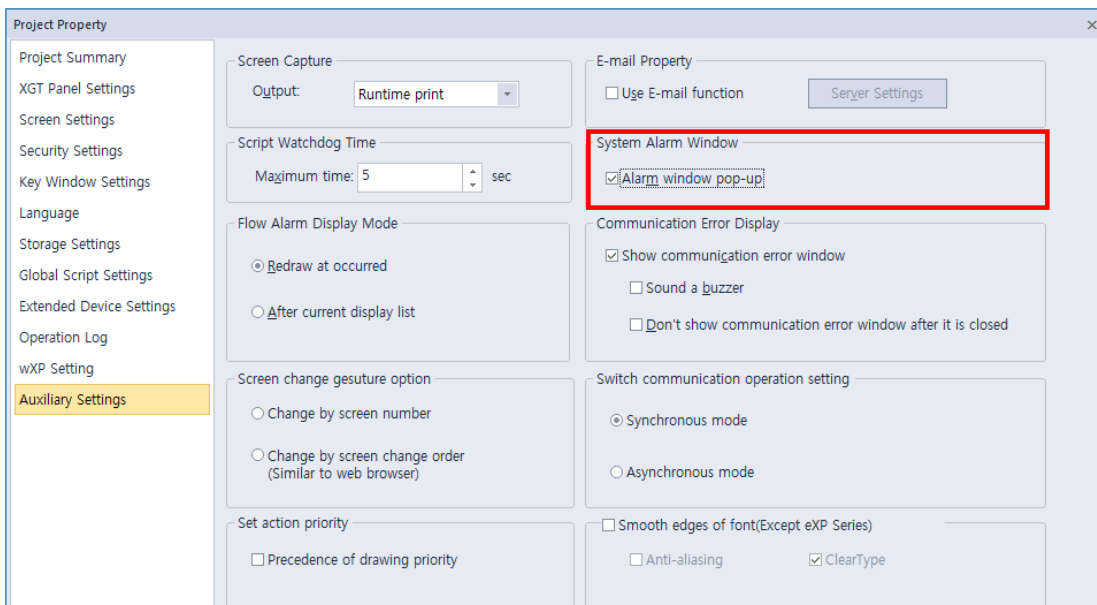 Project Property
Project Summary
XGT Panel Settings
Screen Settings
Security Settings
Key Window Settings
Language
Storage Settings
Global Script Settings
Extended Device Settings
Operation Log
wXP Setting
Auxiliary Settings
Screen Capture
Output: Runtime print
Script Watchdog Time
Maximum time: 5 sec
Flow Alarm Display Mode
Redraw at occurred
After current display list
Screen change gesuture option
Change by screen number
Change by screen change order
(Similar to web browser)
Set action priority
Precedence of drawing priority
E-mail Property
Use E-mail function Server Settings
System Alarm Window
Alarm window pop-up
Communication Error Display
Show communication error window
Sound a buzzer
Don't show communication error window after it is closed
Switch communication operation setting
Synchronous mode
Asynchronous mode
Smooth edges of font(Except eXP Series)
Anti-aliasing ClearType